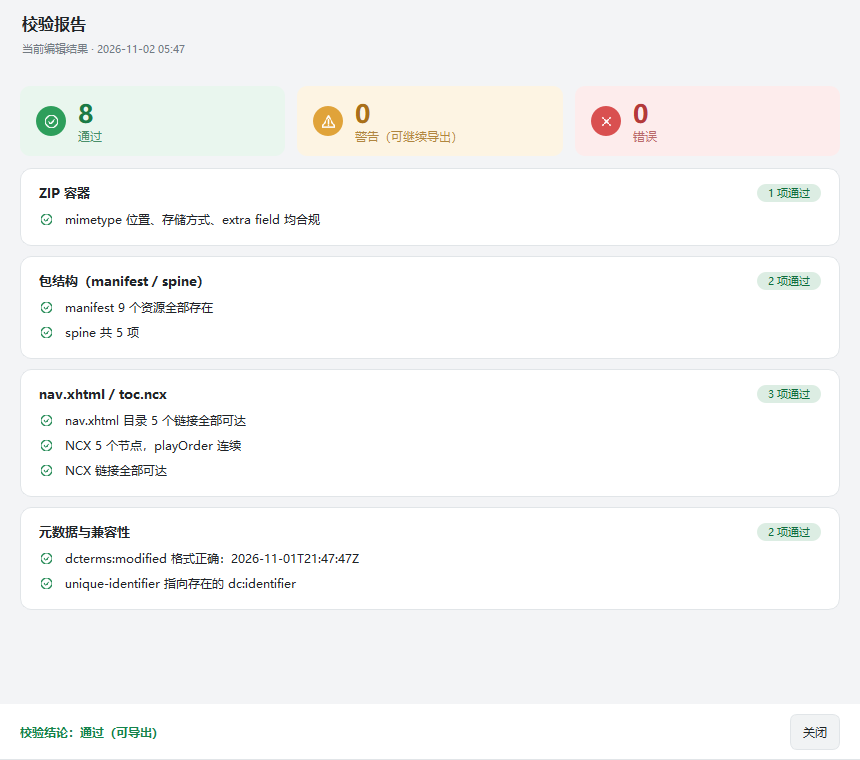 校验报告
当前编辑结果 · 2026-11-02 05:47
8
通过
0
警告（可继续导出）
0
错误
ZIP 容器
1 项通过
mimetype 位置、存储方式、extra field 均合规
包结构（manifest / spine）
2 项通过
manifest 9 个资源全部存在
spine 共 5 项
nav.xhtml / toc.ncx
3 项通过
nav.xhtml 目录 5 个链接全部可达
NCX 5 个节点，playOrder 连续
NCX 链接全部可达
元数据与兼容性
2 项通过
dcterms:modified 格式正确：2026-11-01T21:47:47Z
unique-identifier 指向存在的 dc:identifier
校验结论：通过（可导出）
关闭